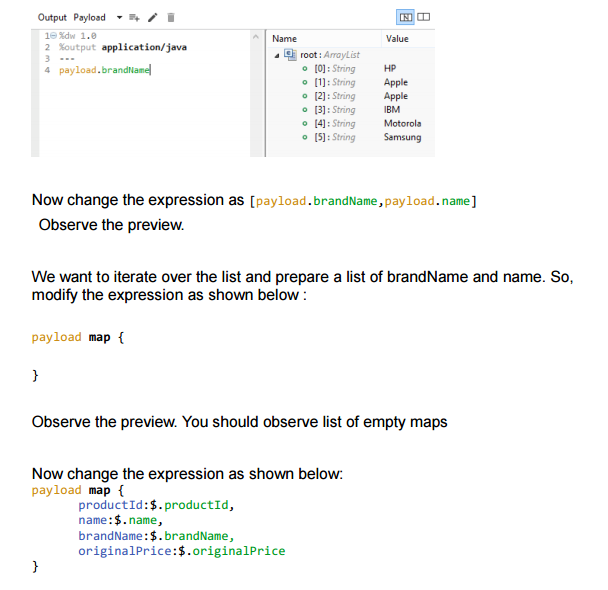 Output Payload
Name Value
1 %dw 1.0
2 %output application/java
3 ---
4 payload.brandName
root : ArrayList
[0] : String HP
[1] : String Apple
[2] : String Apple
[3] : String IBM
[4] : String Motorola
[5] : String Samsung
Now change the expression as [payload.brandName,payload.name]
Observe the preview.
We want to iterate over the list and prepare a list of brandName and name. So,
modify the expression as shown below :
payload map {
}
Observe the preview. You should observe list of empty maps
Now change the expression as shown below:
payload map {
productId:$.productId,
name:$.name,
brandName:$.brandName,
originalPrice:$.originalPrice
}